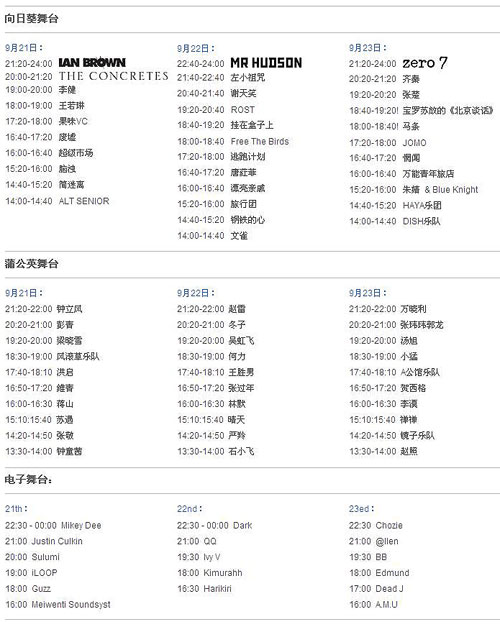 向日葵舞台
9月21日：
21:20-24:00 IAN BROWN
20:00-21:20 THE CONCRETES
19:00-20:00 李健
18:00-19:00 王若琳
17:20-18:00 果味VC
16:40-17:20 废墟
16:00-16:40 超级市场
15:20-16:00 脑浊
14:40-15:20 简迷离
14:00-14:40 ALT SENIOR
9月22日：
22:40-24:00 MR HUDSON
21:40-22:40 左小祖咒
20:40-21:40 谢天笑
19:20-20:40 ROST
18:40-19:20 挂在盒子上
18:00-18:40 Free The Birds
17:20-18:00 逃跑计划
16:40-17:20 唐莊菲
16:00-16:40 漂亮亲戚
15:20-16:00 旅行团
14:40-15:20 钢铁的心
14:00-14:40 文雀
9月23日：
21:20-24:00 zero 7
20:20-21:20 齐秦
19:20-20:20 张楚
18:40-19:20! 宝罗苏放的《北京谈话》
18:00-18:40! 马条
17:20-18:00 JOMO
16:40-17:20 惘闻
16:00-16:40 万能青年旅店
15:20-16:00 朱婧 & Blue Knight
14:40-15:20 HAYA乐团
14:00-14:40 DISH乐队
蒲公英舞台
9月21日：
21:20-22:00 钟立风
20:20-21:00 彭青
19:20-20:00 梁晓雪
18:30-19:00 风滚草乐队
17:40-18:10 洪启
16:50-17:20 维青
16:00-16:30 蒋山
15:10:15:40 苏遇
14:20-14:50 张敬
13:30-14:00 钟童茜
9月22日：
21:20-22:00 赵雷
20:20-21:00 冬子
19:20-20:00 吴虹飞
18:30-19:00 何力
17:40-18:10 王胜男
16:50-17:20 张过年
16:00-16:30 林默
15:10:15:40 晴天
14:20-14:50 严羚
13:30-14:00 石小飞
9月23日：
21:20-22:00 万晓利
20:20-21:00 张玮玮郭龙
19:20-20:00 汤旭
18:30-19:00 小猛
17:40-18:10 A公馆乐队
16:50-17:20 贺西格
16:00-16:30 李漠
15:10:15:40 禅禅
14:20-14:50 镜子乐队
13:30-14:00 赵照
电子舞台：
21th：
22:30 - 00:00 Mikey Dee
21:00 Justin Culkin
20:00 Sulumi
19:00 iLOOP
18:00 Guzz
16:00 Meiwenti Soundsyst
22nd：
22:30 - 00:00 Dark
21:00 QQ
19:30 Ivy V
18:00 Kimurahh
16:30 Harikiri
23ed：
22:30 Chozie
21:00 @llen
19:30 BB
18:00 Edmund
17:00 Dead J
16:00 A.M.U